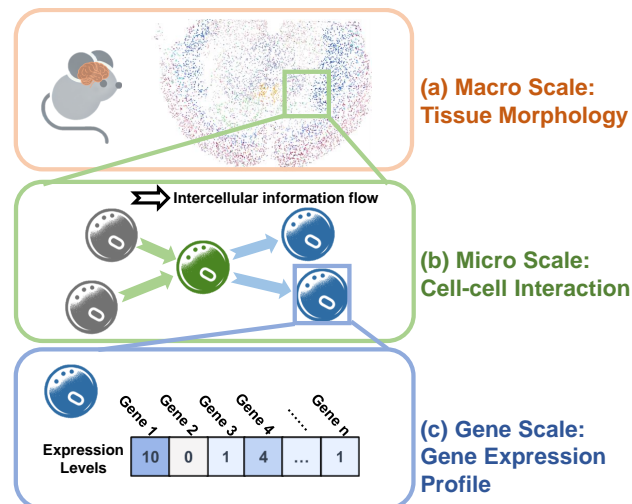 (a) Macro Scale:
Tissue Morphology
Intercellular information flow
(b) Micro Scale:
Cell-cell Interaction
Gene 1 Gene 2 Gene 3 Gene 4 ...... Gene n
Expression
Levels
10 0 1 4 ... 1
(c) Gene Scale:
Gene Expression
Profile